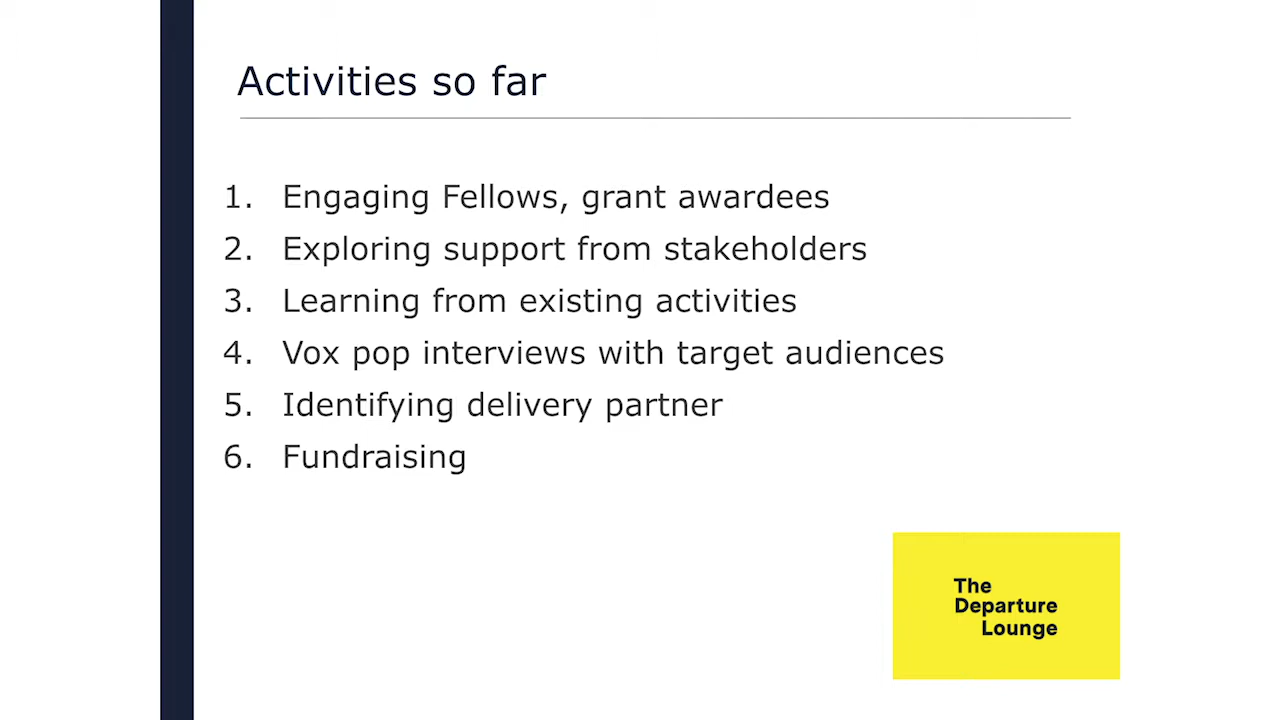 Activities so far
1. Engaging Fellows, grant awardees
2. Exploring support from stakeholders
3. Learning from existing activities
4. Vox pop interviews with target audiences
5. Identifying delivery partner
6. Fundraising
The
Departure
Lounge